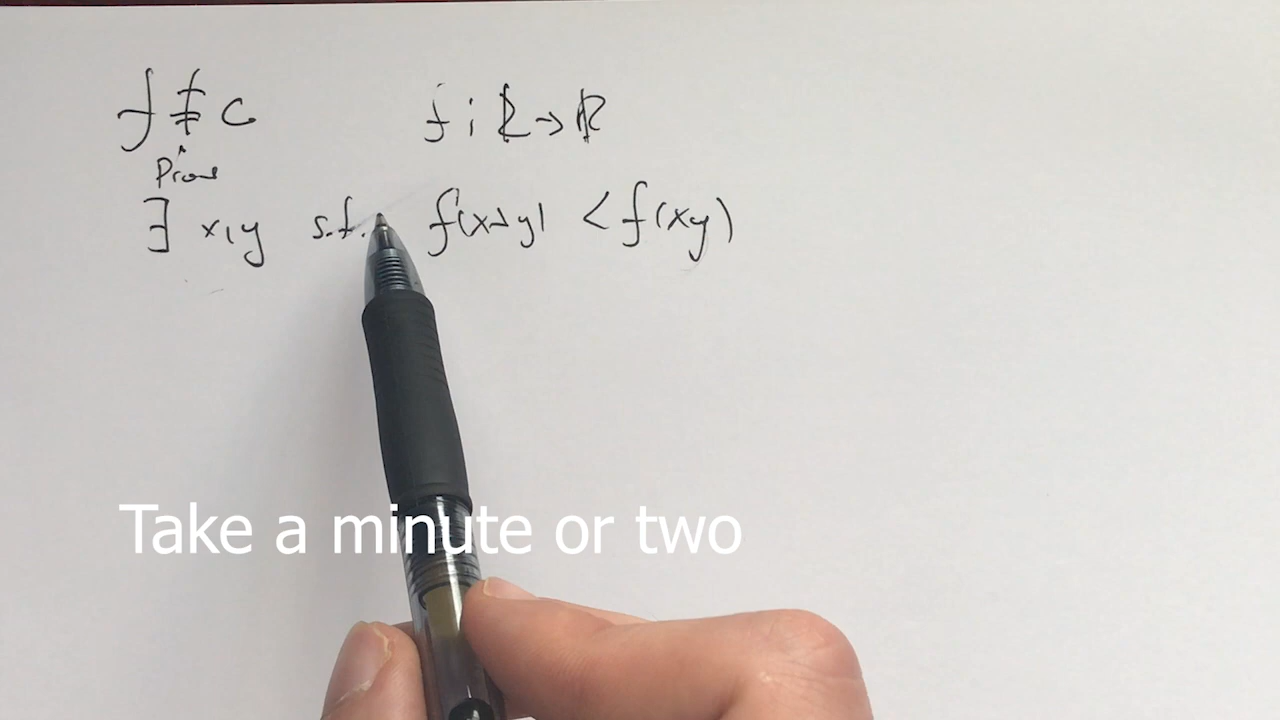 f ≢ c f : ℝ → ℝ
Prove
∃ x, y s.t. f(x+y) < f(xy)
Take a minute or two